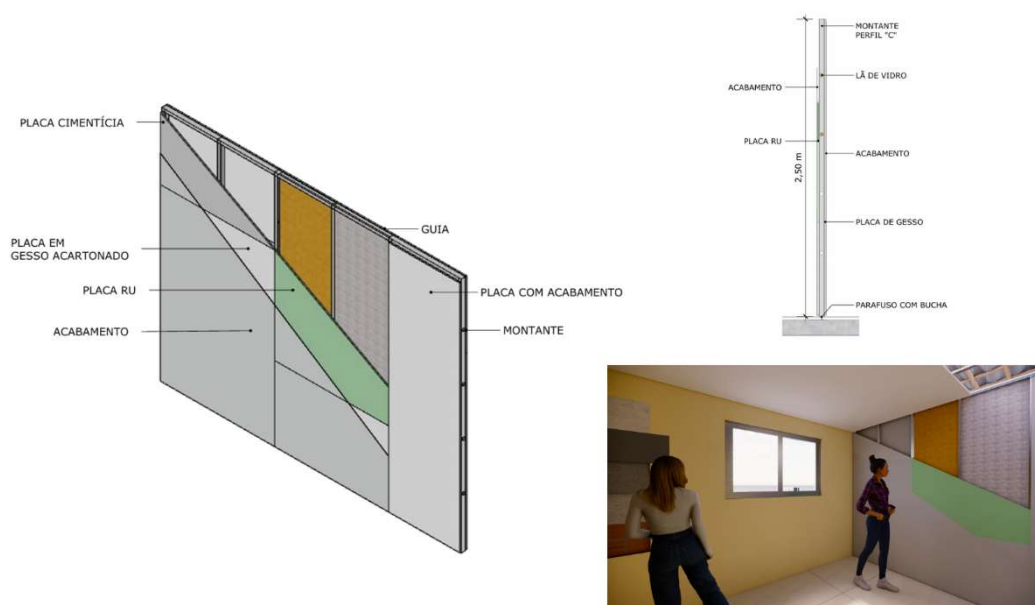 PLACA CIMENTÍCIA
PLACA EM
GESSO ACARTONADO
PLACA RU
ACABAMENTO
GUIA
PLACA COM ACABAMENTO
MONTANTE
MONTANTE
PERFIL "C"
LÃ DE VIDRO
ACABAMENTO
PLACA RU
ACABAMENTO
2,50 m
PLACA DE GESSO
PARAFUSO COM BUCHA